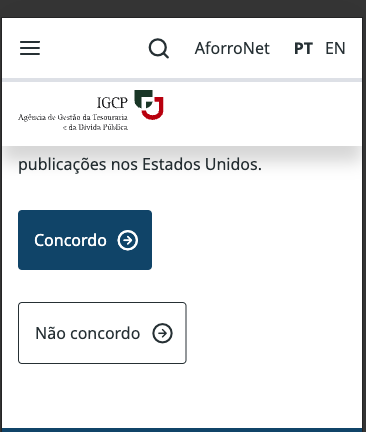 AforroNet PT EN
IGCP
Agência de Gestão da Tesouraria
e da Dívida Pública
publicações nos Estados Unidos.
Concordo
Não concordo